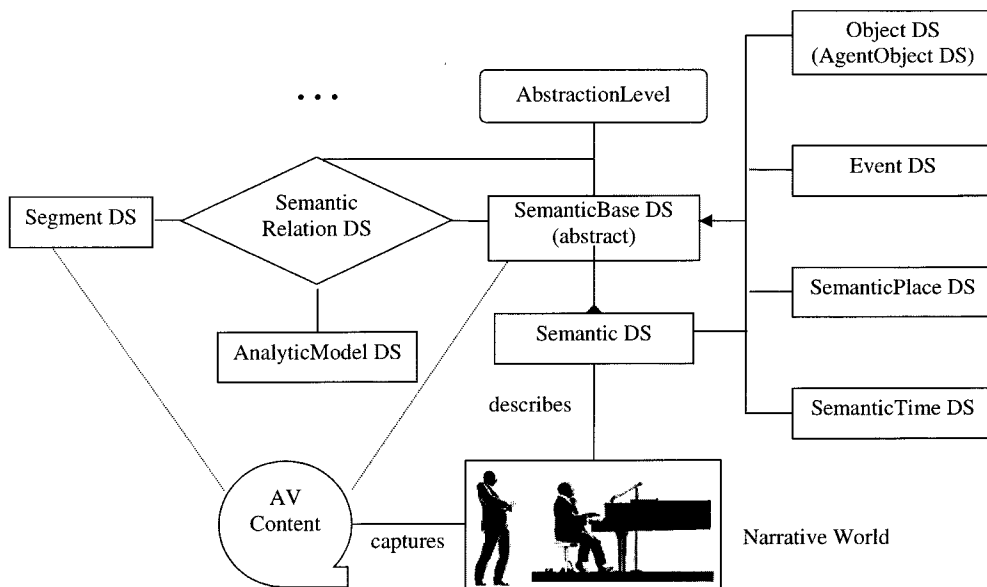 Object DS
(AgentObject DS)
• • •
AbstractionLevel
Event DS
Segment DS
Semantic
Relation DS
SemanticBase DS
(abstract)
SemanticPlace DS
AnalyticModel DS
Semantic DS
describes
SemanticTime DS
AV
Content
captures
Narrative World